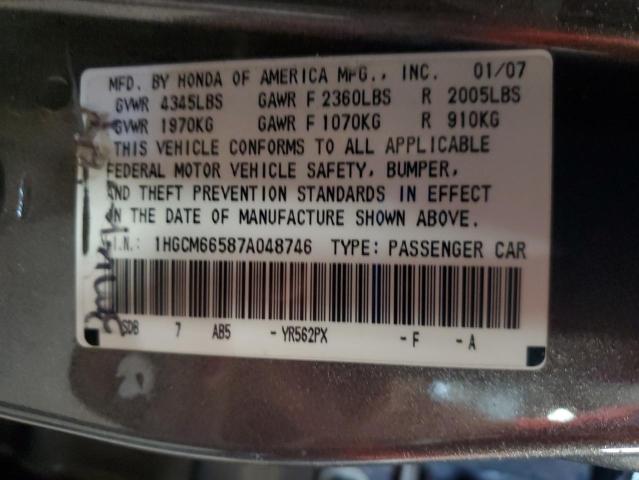 MFD. BY HONDA OF AMERICA MFG., INC. 01/07
GVWR 4345LBS GAWR F 2360LBS R 2005LBS
GVWR 1970KG GAWR F 1070KG R 910KG
THIS VEHICLE CONFORMS TO ALL APPLICABLE
FEDERAL MOTOR VEHICLE SAFETY, BUMPER,
AND THEFT PREVENTION STANDARDS IN EFFECT
ON THE DATE OF MANUFACTURE SHOWN ABOVE.
V.I.N.: 1HGCM66587A048746 TYPE: PASSENGER CAR
SDB 7 AB5 - YR562PX - F - A